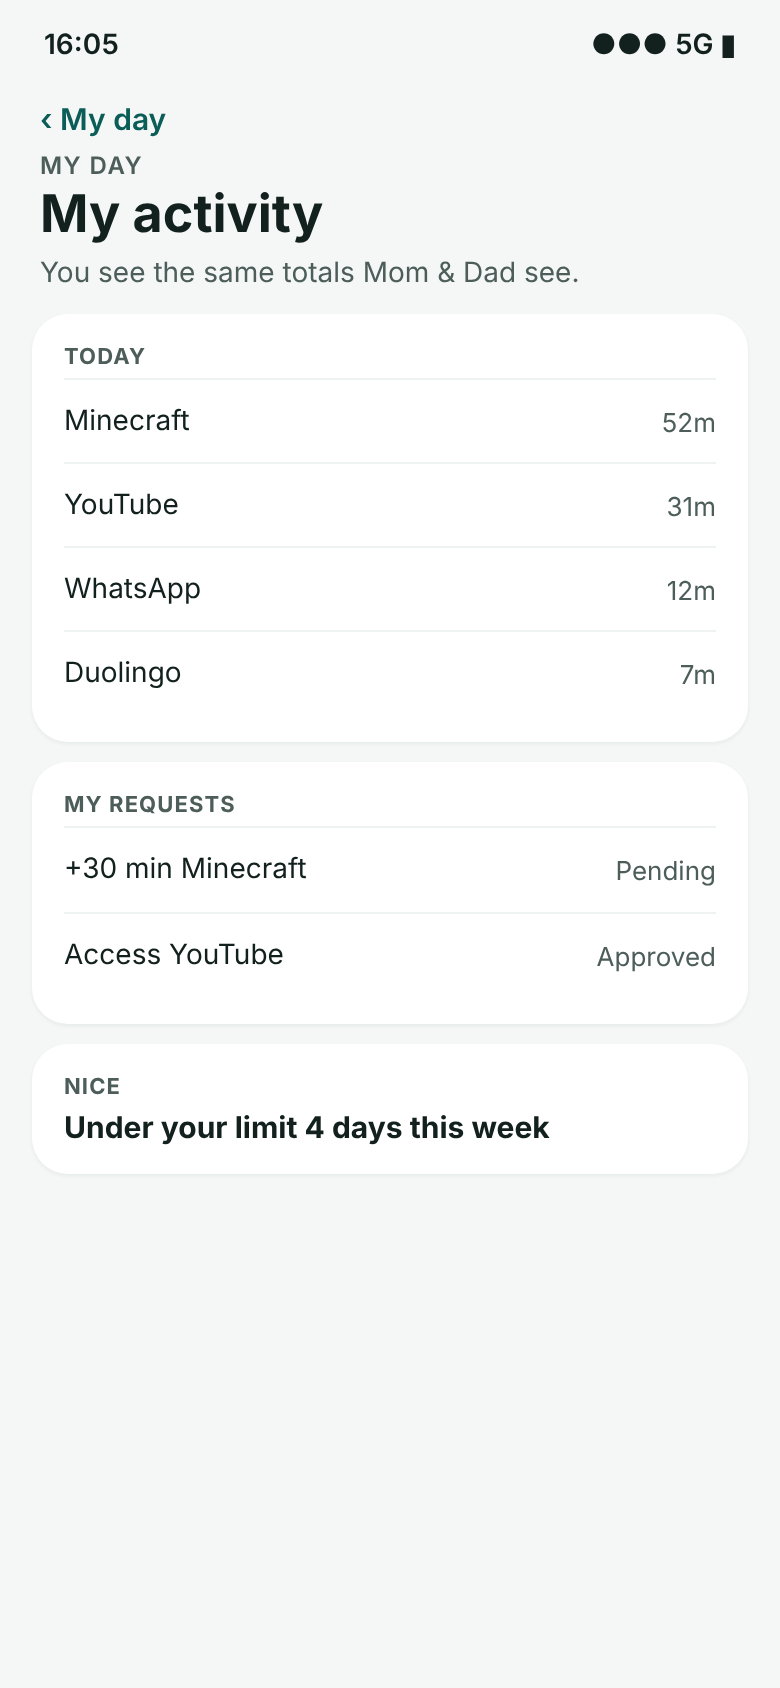 16:05 ●●● 5G ▮
‹ My day
MY DAY
My activity
You see the same totals Mom & Dad see.
TODAY
Minecraft 52m
YouTube 31m
WhatsApp 12m
Duolingo 7m
MY REQUESTS
+30 min Minecraft Pending
Access YouTube Approved
NICE
Under your limit 4 days this week